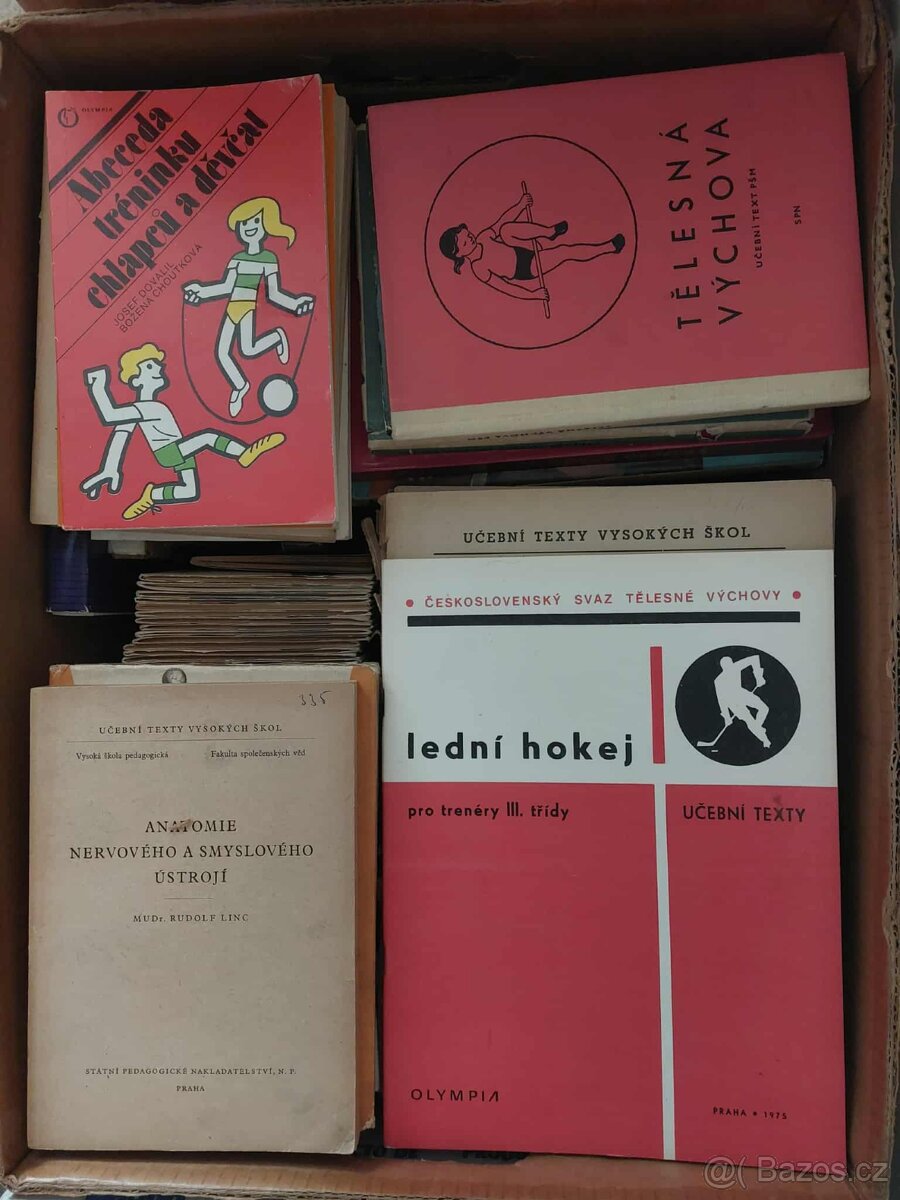 OLYMPIA
Abeceda
tréninku
chlapců a děvčat
JOSEF DOVALIL
BOŽENA CHOUTKOVÁ
TĚLESNÁ
VÝCHOVA
UČEBNÍ TEXT PŠM
SPN
UČEBNÍ TEXTY VYSOKÝCH ŠKOL
• ČESKOSLOVENSKÝ SVAZ TĚLESNÉ VÝCHOVY •
lední hokej
pro trenéry III. třídy
UČEBNÍ TEXTY
OLYMPIA
PRAHA • 1975
335
UČEBNÍ TEXTY VYSOKÝCH ŠKOL
Vysoká škola pedagogická Fakulta společenských věd
ANATOMIE
NERVOVÉHO A SMYSLOVÉHO
ÚSTROJÍ
MUDr. RUDOLF LINC
STÁTNÍ PEDAGOGICKÉ NAKLADATELSTVÍ, N. P.
PRAHA
@ Bazos.cz